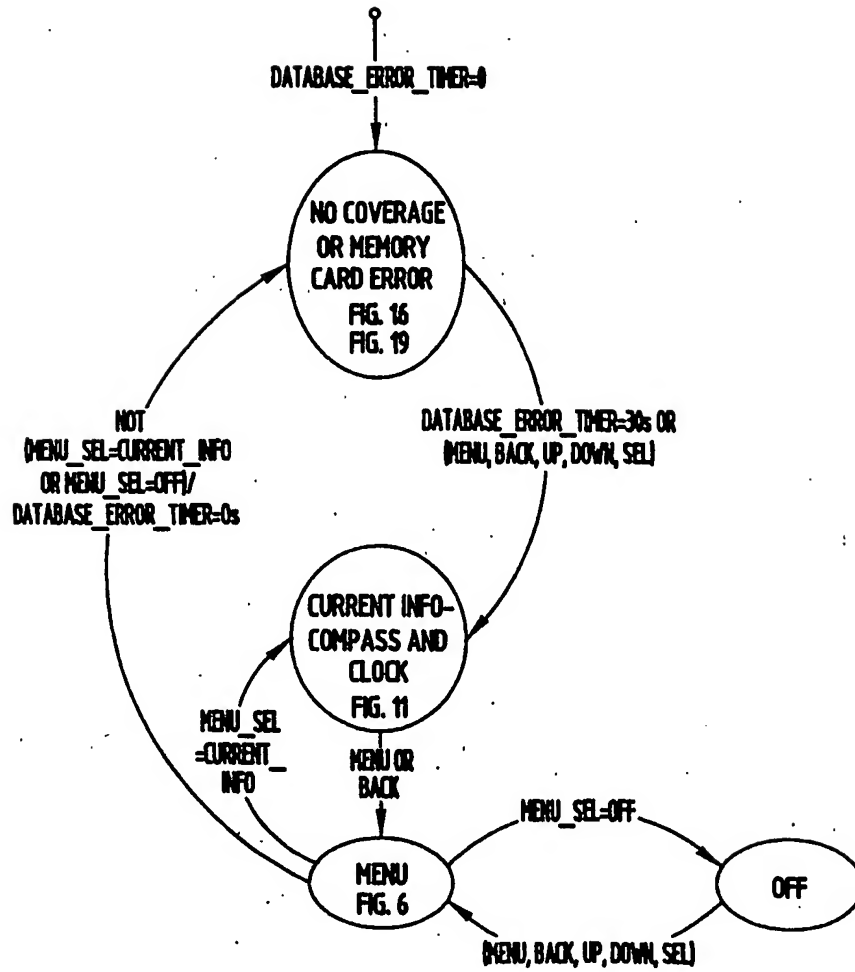 DATABASE_ERROR_TIMER=0
NO COVERAGE
OR MEMORY
CARD ERROR
FIG. 16
FIG. 19
NOT
(MENU_SEL=CURRENT_INFO
OR MENU_SEL=OFF)/
DATABASE_ERROR_TIMER=0s
DATABASE_ERROR_TIMER=30s OR
(MENU, BACK, UP, DOWN, SEL)
CURRENT INFO-
COMPASS AND
CLOCK
FIG. 11
MENU_SEL
=CURRENT_
INFO
MENU OR
BACK
MENU_SEL=OFF
MENU
FIG. 6
OFF
(MENU, BACK, UP, DOWN, SEL)